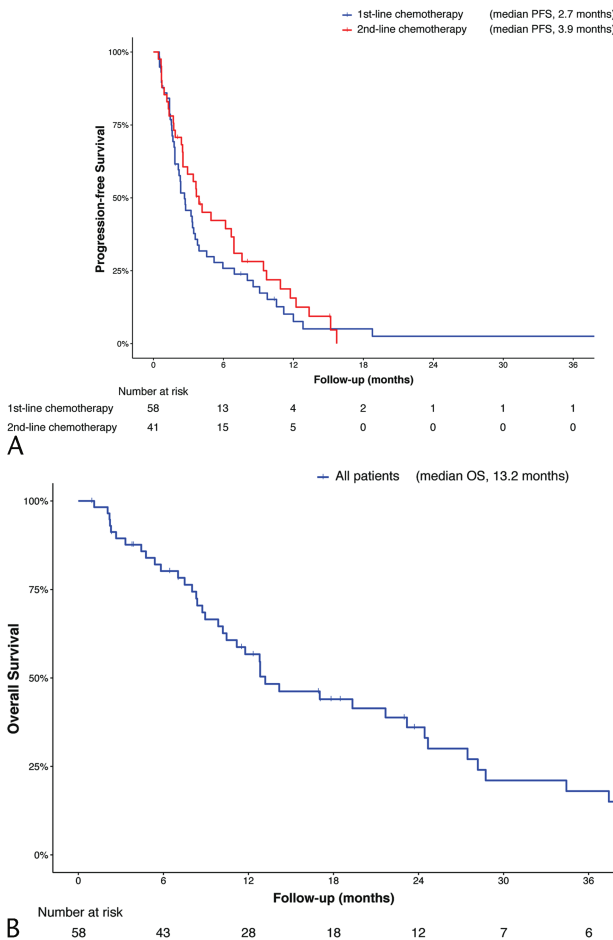 1st-line chemotherapy (median PFS, 2.7 months)
2nd-line chemotherapy (median PFS, 3.9 months)
100%
75%
50%
25%
0%
Progression-free Survival
0 6 12 18 24 30 36
Follow-up (months)
Number at risk
1st-line chemotherapy 58 13 4 2 1 1 1
2nd-line chemotherapy 41 15 5 0 0 0 0
A
All patients (median OS, 13.2 months)
100%
75%
50%
25%
0%
Overall Survival
0 6 12 18 24 30 36
Follow-up (months)
Number at risk
58 43 28 18 12 7 6
B